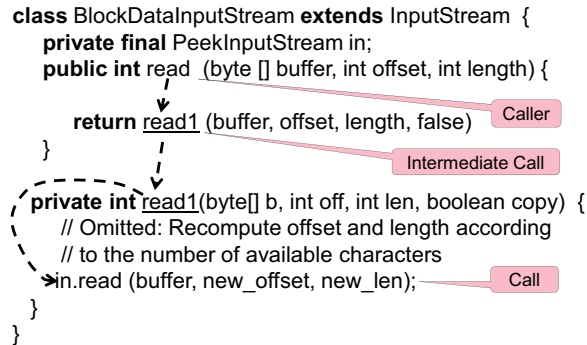 class BlockDataInputStream extends InputStream {
private final PeekInputStream in;
public int read (byte [] buffer, int offset, int length) {
Caller
return read1 (buffer, offset, length, false)
}
Intermediate Call
private int read1(byte[] b, int off, int len, boolean copy) {
// Omitted: Recompute offset and length according
// to the number of available characters
in.read (buffer, new_offset, new_len);
Call
}
}